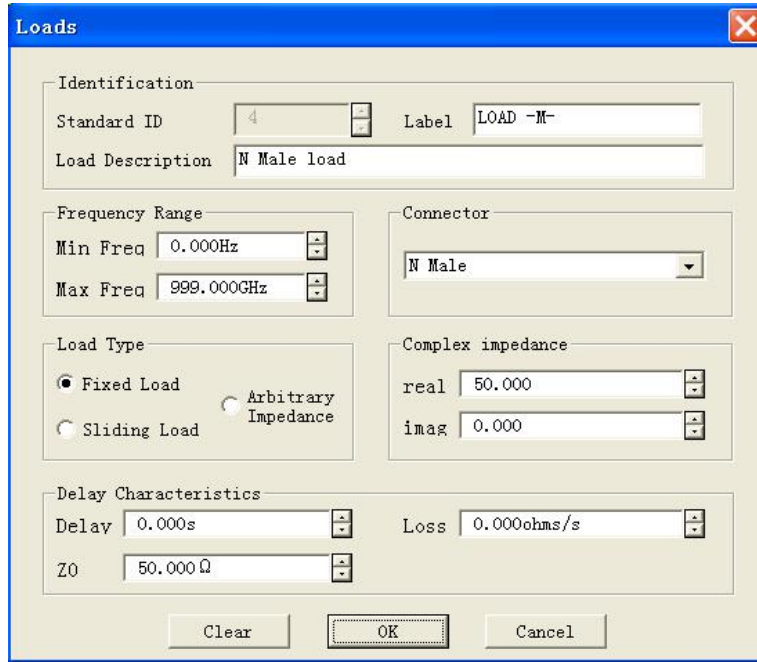 Loads
Identification
Standard ID 4 Label LOAD -M-
Load Description N Male load
Frequency Range
Min Freq 0.000Hz
Max Freq 999.000GHz
Connector
N Male
Load Type
Fixed Load
Arbitrary
Impedance
Sliding Load
Complex impedance
real 50.000
imag 0.000
Delay Characteristics
Delay 0.000s Loss 0.000ohms/s
Z0 50.000Ω
Clear OK Cancel